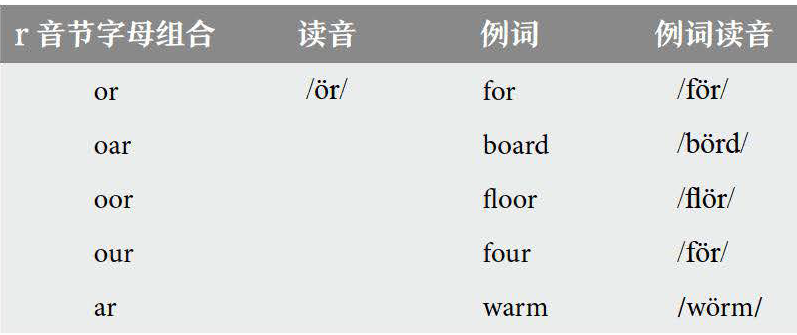 r 音节字母组合 读音 例词 例词读音
or /ör/ for /för/
oar board /börd/
oor floor /flör/
our four /för/
ar warm /wörm/